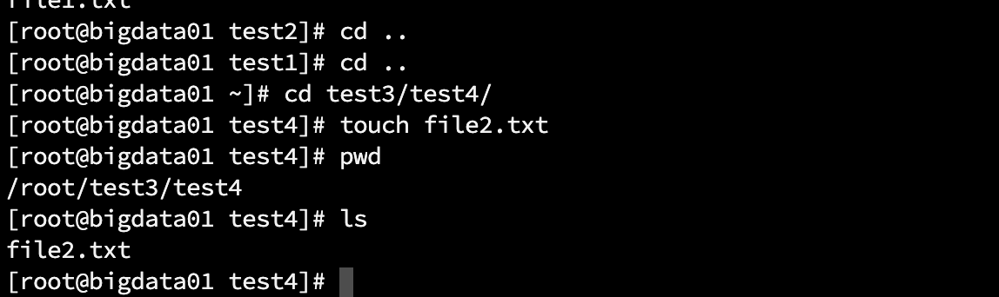 file1.txt
[root@bigdata01 test2]# cd ..
[root@bigdata01 test1]# cd ..
[root@bigdata01 ~]# cd test3/test4/
[root@bigdata01 test4]# touch file2.txt
[root@bigdata01 test4]# pwd
/root/test3/test4
[root@bigdata01 test4]# ls
file2.txt
[root@bigdata01 test4]#